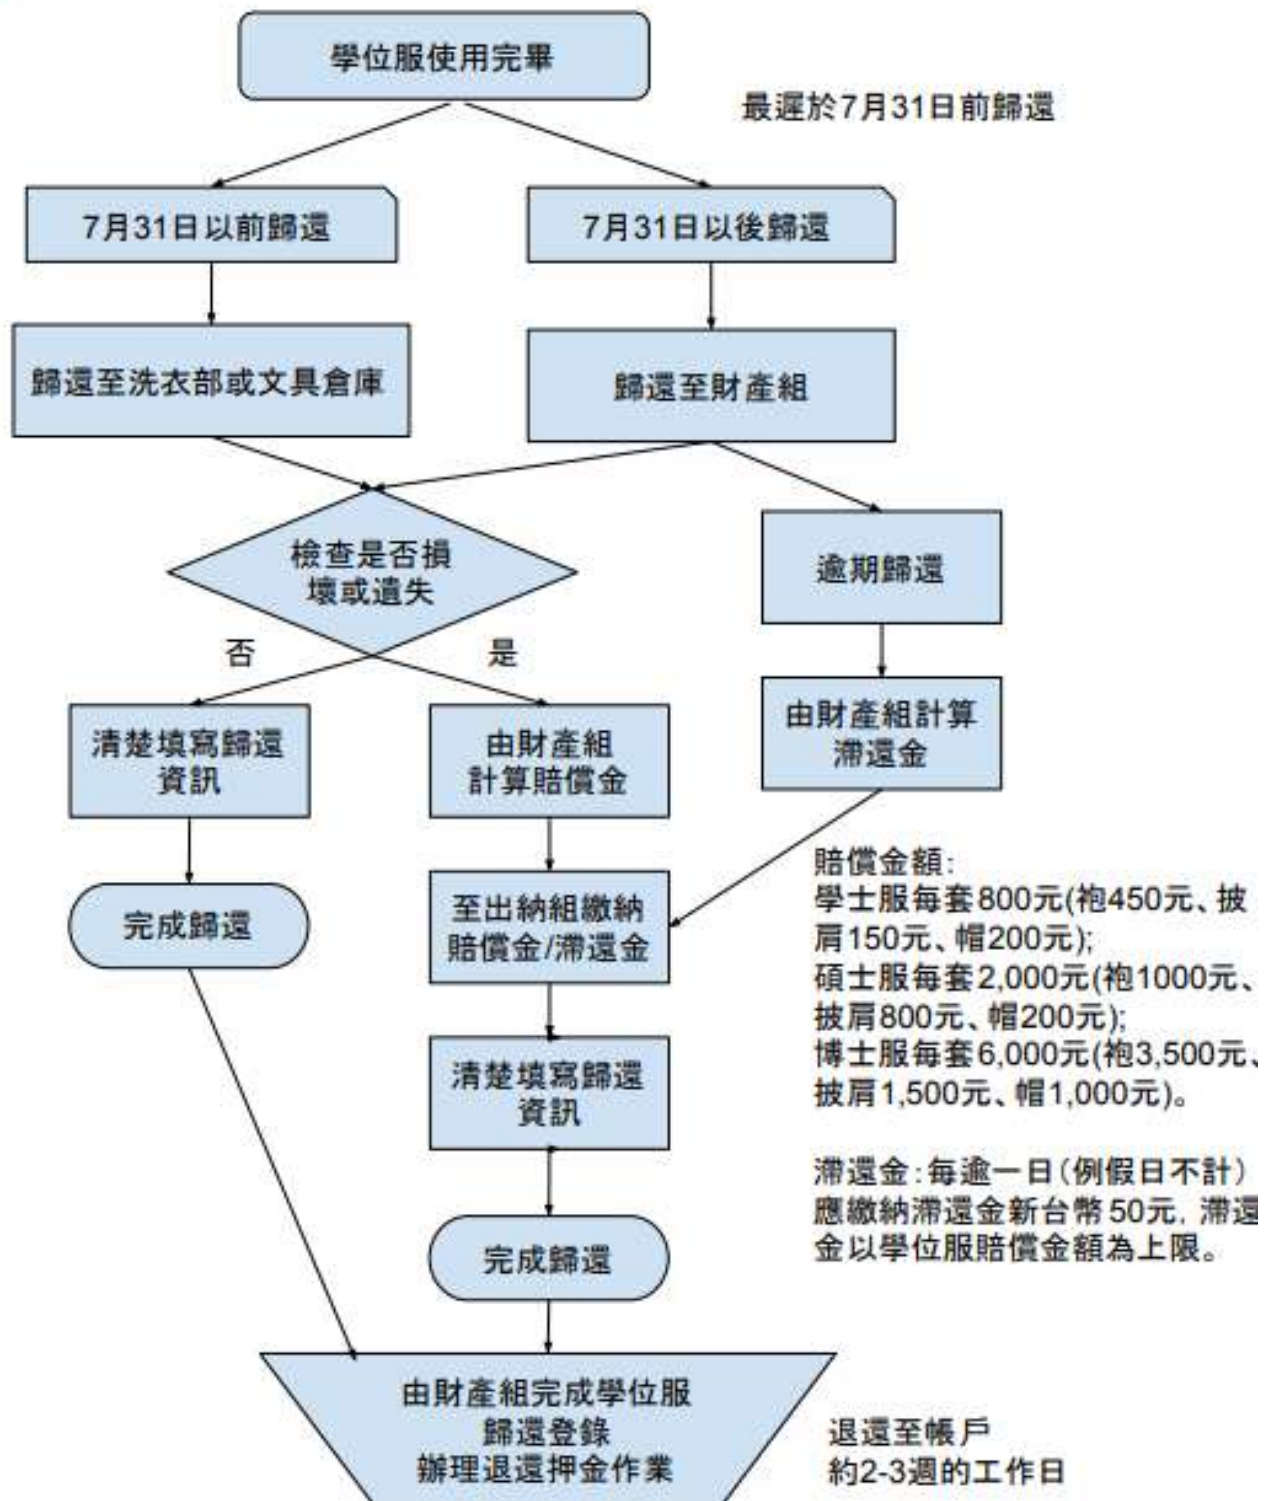 學位服使用完畢
最遲於7月31日前歸還
7月31日以前歸還
7月31日以後歸還
歸還至洗衣部或文具倉庫
歸還至財產組
檢查是否損
壞或遺失
逾期歸還
否
是
清楚填寫歸還
資訊
由財產組
計算賠償金
由財產組計算
滯還金
完成歸還
至出納組繳納
賠償金/滯還金
賠償金額:
學士服每套800元(袍450元、披
肩150元、帽200元);
碩士服每套2,000元(袍1000元、
披肩800元、帽200元);
博士服每套6,000元(袍3,500元、
披肩1,500元、帽1,000元)。
清楚填寫歸還
資訊
滯還金:每逾一日(例假日不計)
應繳納滯還金新台幣50元, 滯還
金以學位服賠償金額為上限。
完成歸還
由財產組完成學位服
歸還登錄
辦理退還押金作業
退還至帳戶
約2-3週的工作日